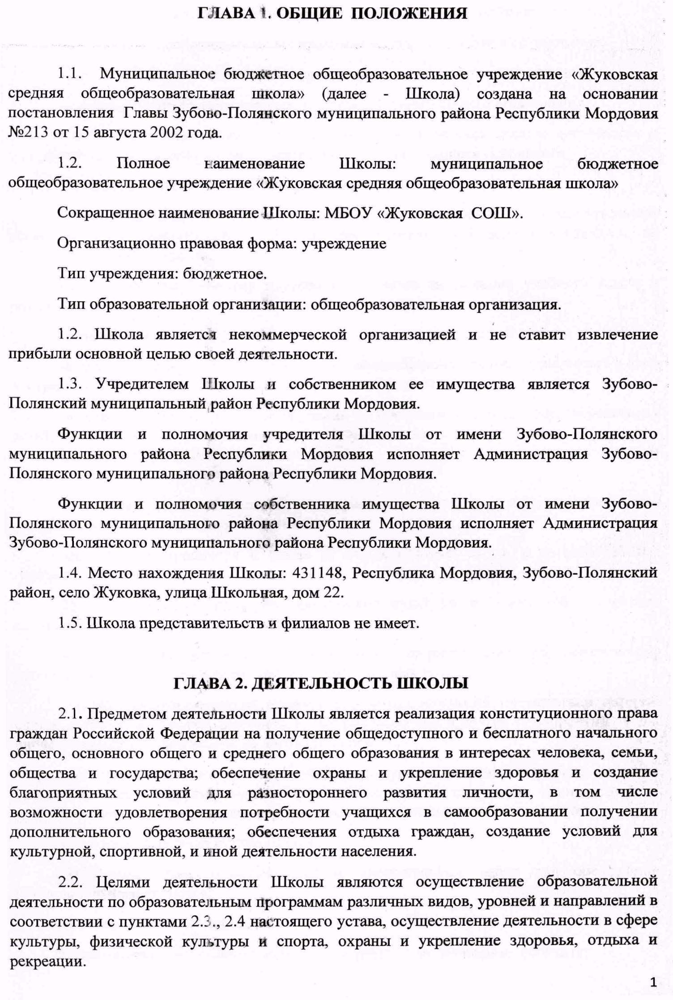 ГЛАВА 1. ОБЩИЕ ПОЛОЖЕНИЯ
1.1. Муниципальное бюджетное общеобразовательное учреждение «Жуковская
средняя общеобразовательная школа» (далее - Школа) создана на основании
постановления Главы Зубово-Полянского муниципального района Республики Мордовия
№213 от 15 августа 2002 года.
1.2. Полное наименование Школы: муниципальное бюджетное
общеобразовательное учреждение «Жуковская средняя общеобразовательная школа»
Сокращенное наименование Школы: МБОУ «Жуковская СОШ».
Организационно правовая форма: учреждение
Тип учреждения: бюджетное.
Тип образовательной организации: общеобразовательная организация.
1.2. Школа является некоммерческой организацией и не ставит извлечение
прибыли основной целью своей деятельности.
1.3. Учредителем Школы и собственником ее имущества является Зубово-
Полянский муниципальный район Республики Мордовия.
Функции и полномочия учредителя Школы от имени Зубово-Полянского
муниципального района Республики Мордовия исполняет Администрация Зубово-
Полянского муниципального района Республики Мордовия.
Функции и полномочия собственника имущества Школы от имени Зубово-
Полянского муниципального района Республики Мордовия исполняет Администрация
Зубово-Полянского муниципального района Республики Мордовия.
1.4. Место нахождения Школы: 431148, Республика Мордовия, Зубово-Полянский
район, село Жуковка, улица Школьная, дом 22.
1.5. Школа представительств и филиалов не имеет.
ГЛАВА 2. ДЕЯТЕЛЬНОСТЬ ШКОЛЫ
2.1. Предметом деятельности Школы является реализация конституционного права
граждан Российской Федерации на получение общедоступного и бесплатного начального
общего, основного общего и среднего общего образования в интересах человека, семьи,
общества и государства; обеспечение охраны и укрепление здоровья и создание
благоприятных условий для разностороннего развития личности, в том числе
возможности удовлетворения потребности учащихся в самообразовании получении
дополнительного образования; обеспечения отдыха граждан, создание условий для
культурной, спортивной, и иной деятельности населения.
2.2. Целями деятельности Школы являются осуществление образовательной
деятельности по образовательным программам различных видов, уровней и направлений в
соответствии с пунктами 2.3., 2.4 настоящего устава, осуществление деятельности в сфере
культуры, физической культуры и спорта, охраны и укрепление здоровья, отдыха и
рекреации.
1